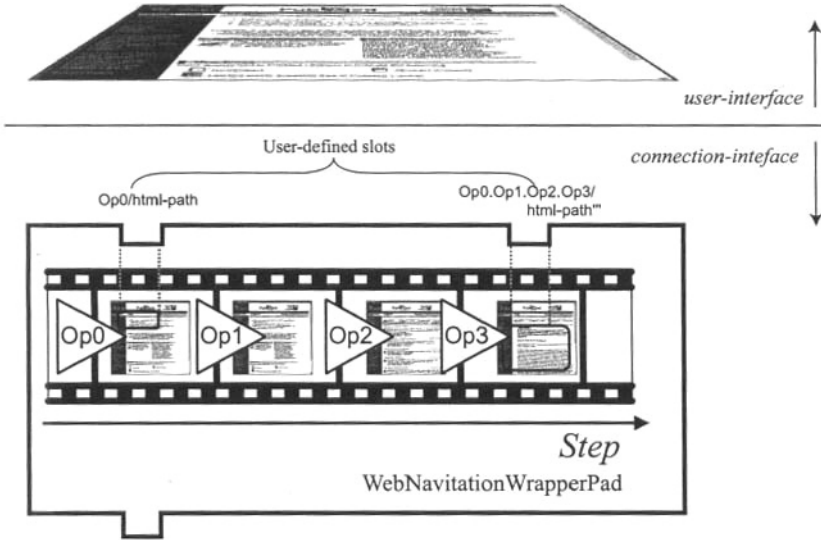 user-interface
connection-inteface
User-defined slots
Op0/html-path
Op0.Op1.Op2.Op3/
html-path'''
Op0
Op1
Op2
Op3
Step
WebNavitationWrapperPad